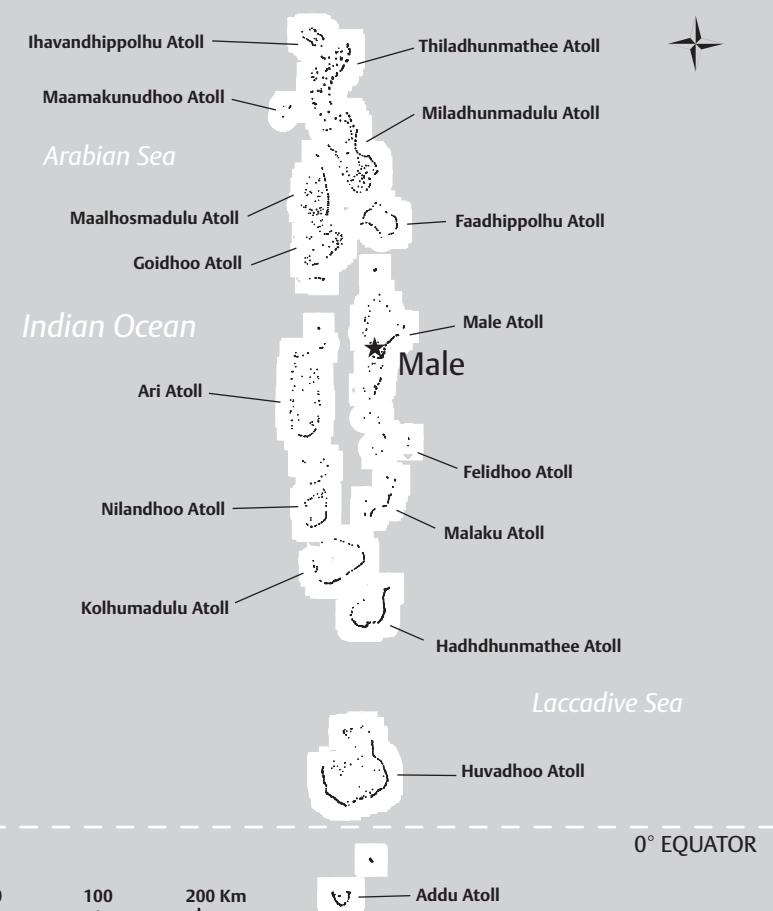 Ihavandhippolhu Atoll
Thiladhunmathee Atoll
Maamakunudhoo Atoll
Miladhunmadulu Atoll
Arabian Sea
Maalhosmadulu Atoll
Faadhippolhu Atoll
Goidhoo Atoll
Indian Ocean
Male Atoll
Male
Ari Atoll
Felidhoo Atoll
Nilandhoo Atoll
Malaku Atoll
Kolhumadulu Atoll
Hadhdhunmathee Atoll
Laccadive Sea
Huvadhoo Atoll
0° EQUATOR
0 100 200 Km
Addu Atoll